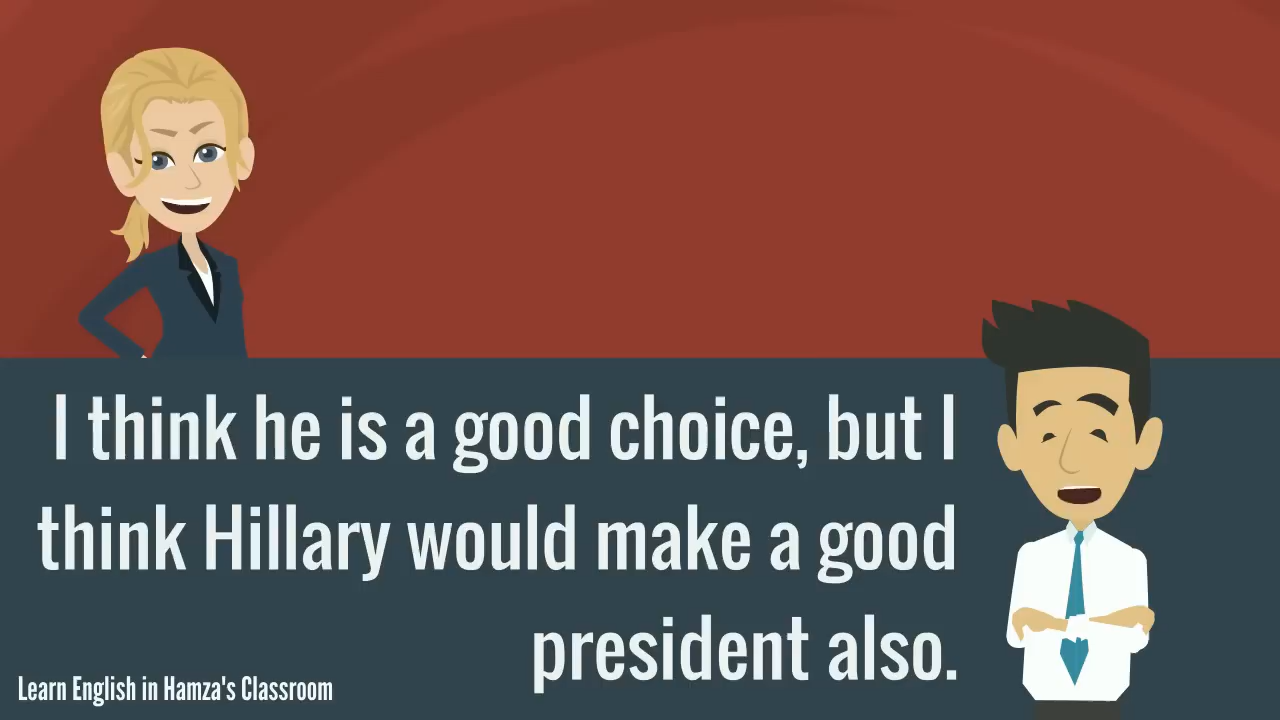 I think he is a good choice, but I
think Hillary would make a good
president also.
Learn English in Hamza's Classroom